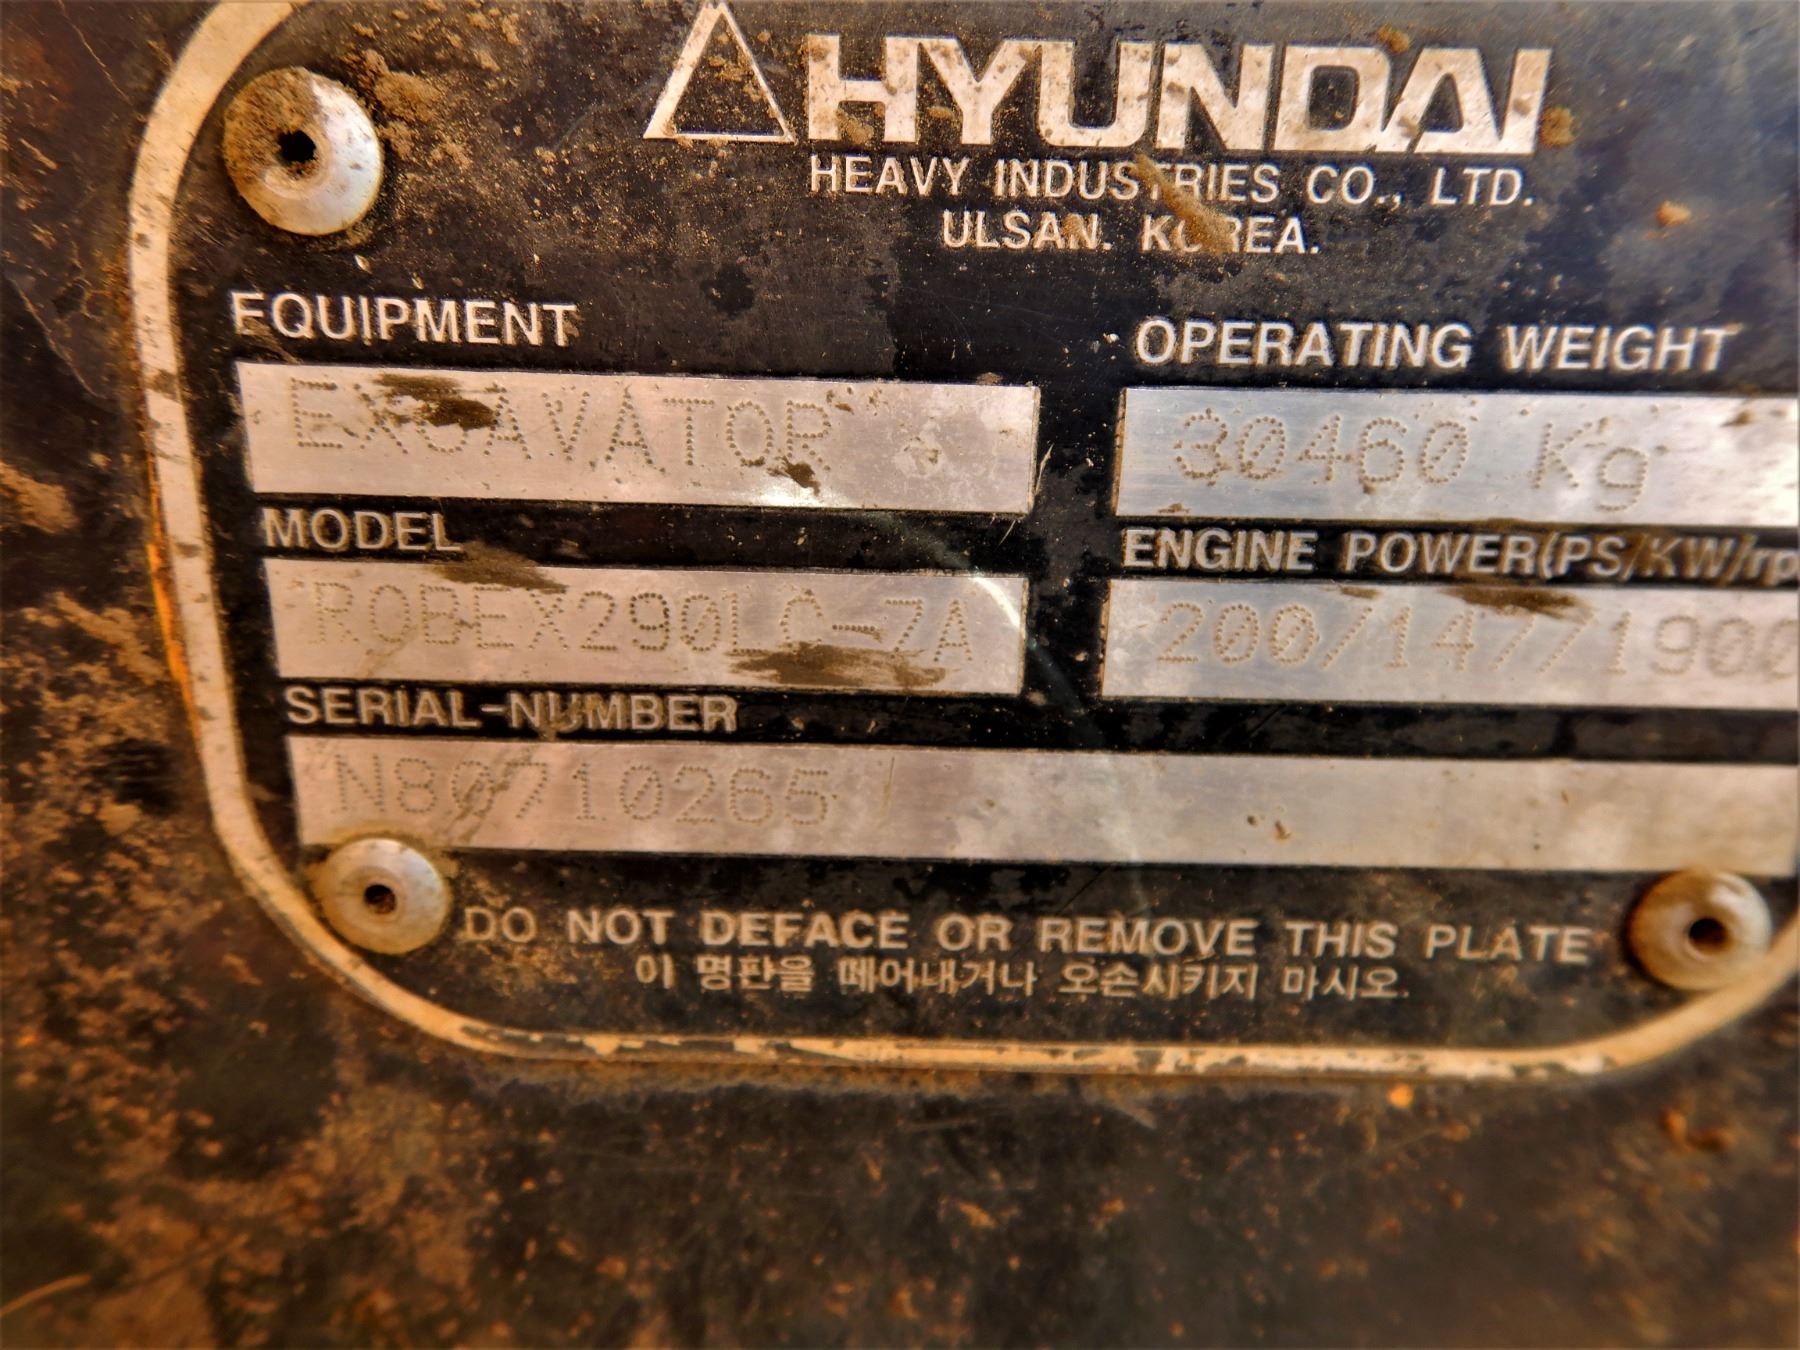 HYUNDAI
HEAVY INDUSTRIES CO., LTD.
ULSAN. KOREA.
EQUIPMENT
OPERATING WEIGHT
EXCAVATOR
30460 Kg
MODEL
ENGINE POWER(PS/KW/rp
ROBEX290LC-7A
200/147/1900
SERIAL-NUMBER
N80710265
DO NOT DEFACE OR REMOVE THIS PLATE
이 명판을 떼어내거나 오손시키지 마시오.